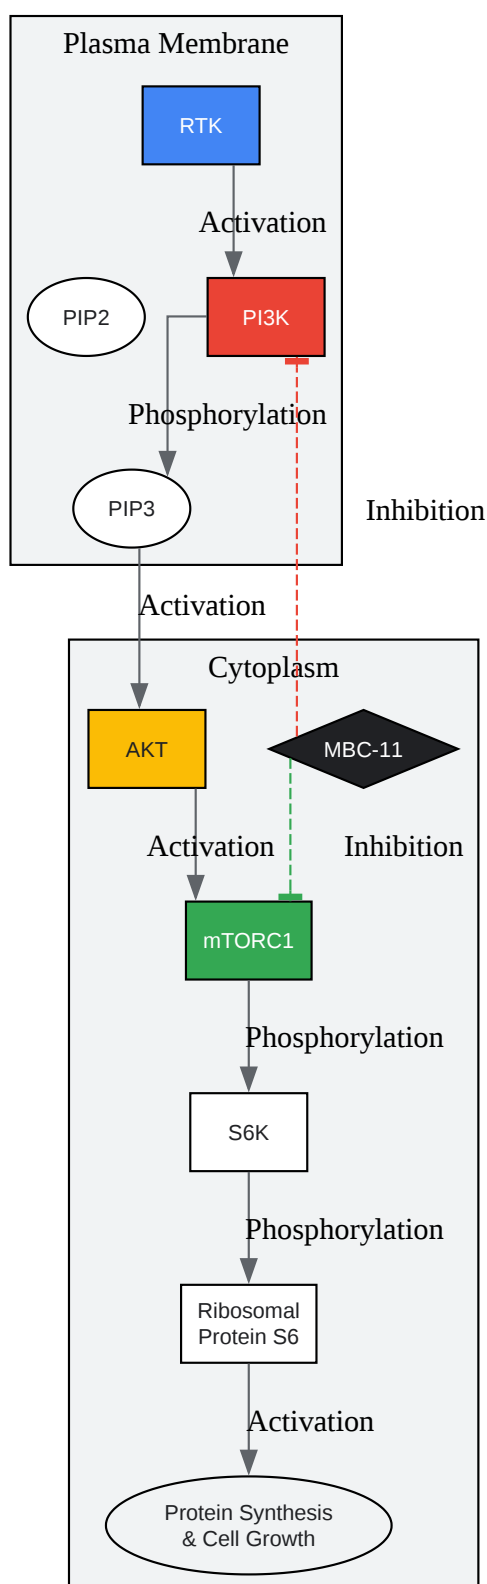 Plasma Membrane
RTK
Activation
PIP2
PI3K
Phosphorylation
PIP3
Inhibition
Activation
Cytoplasm
AKT
MBC-11
Activation
Inhibition
mTORC1
Phosphorylation
S6K
Phosphorylation
Ribosomal
Protein S6
Activation
Protein Synthesis
& Cell Growth